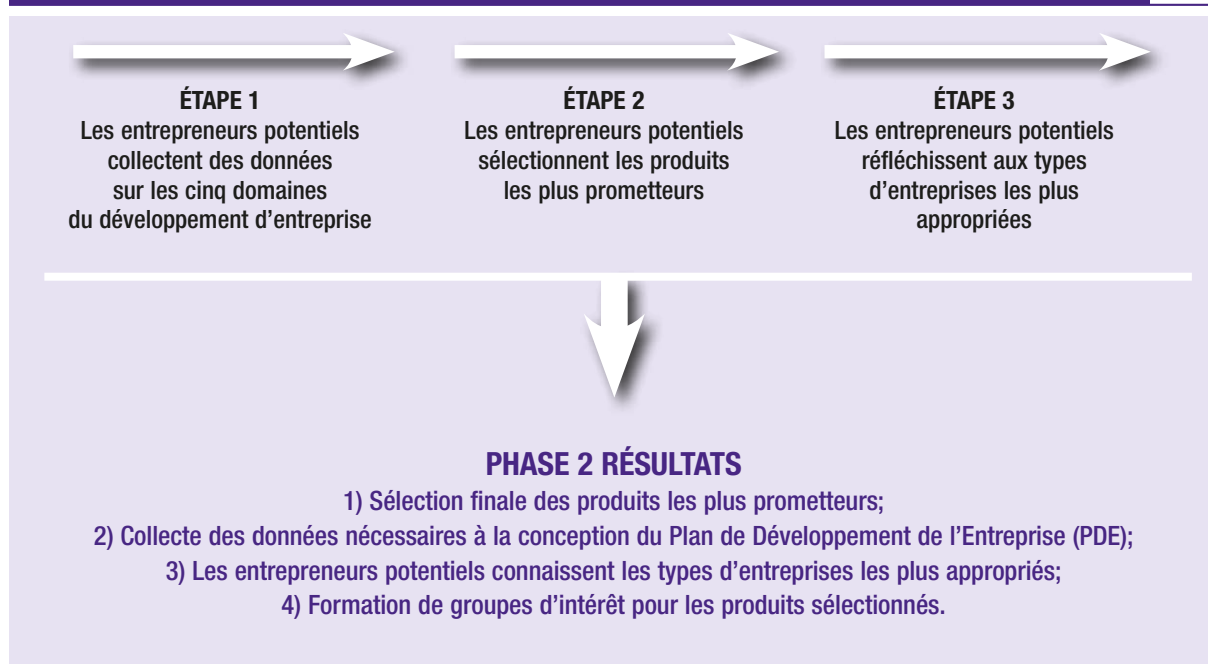 ÉTAPE 1
Les entrepreneurs potentiels
collectent des données
sur les cinq domaines
du développement d’entreprise
ÉTAPE 2
Les entrepreneurs potentiels
sélectionnent les produits
les plus prometteurs
ÉTAPE 3
Les entrepreneurs potentiels
réfléchissent aux types
d’entreprises les plus
appropriées
PHASE 2 RÉSULTATS
1) Sélection finale des produits les plus prometteurs;
2) Collecte des données nécessaires à la conception du Plan de Développement de l’Entreprise (PDE);
3) Les entrepreneurs potentiels connaissent les types d’entreprises les plus appropriés;
4) Formation de groupes d’intérêt pour les produits sélectionnés.